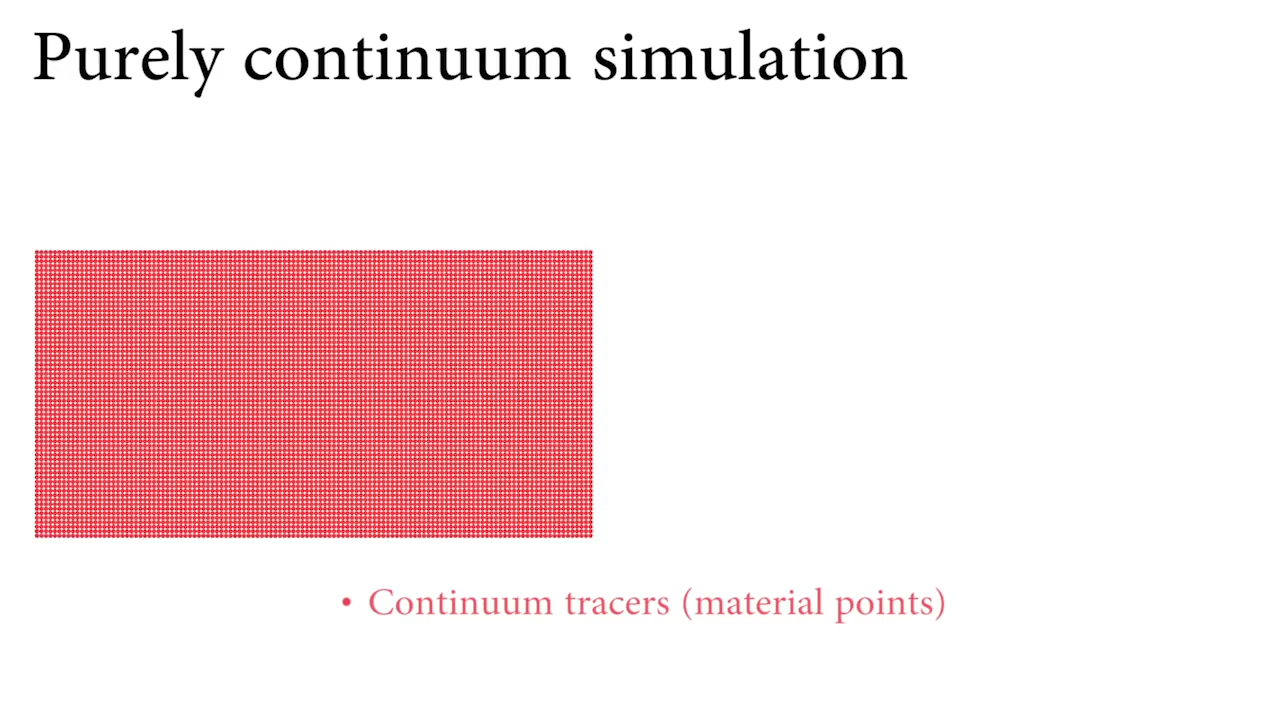 Purely continuum simulation
• Continuum tracers (material points)